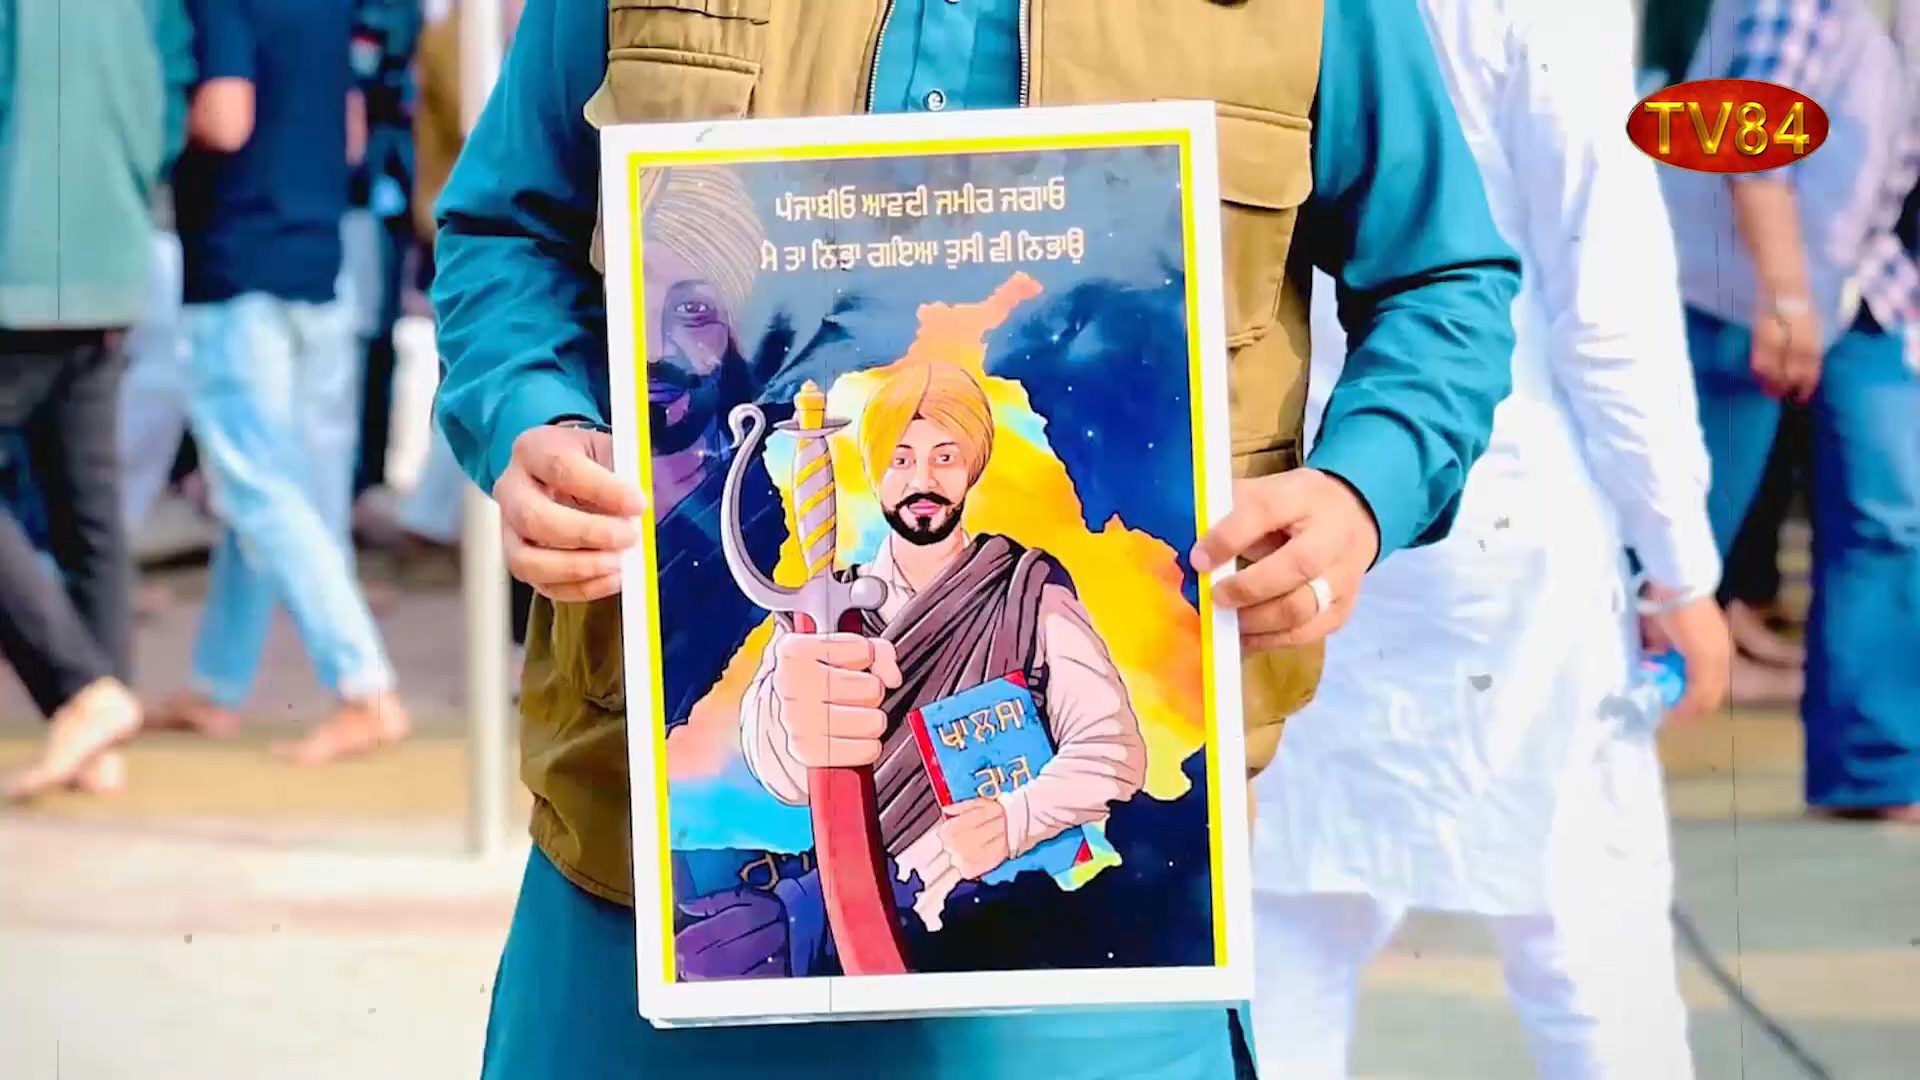 TV84
ਪੰਜਾਬੀਓ ਆਵਦੀ ਜਮੀਰ ਜਗਾਓ
ਮੈ ਤਾ ਨਿਭਾ ਗਇਆ ਤੁਸੀ ਵੀ ਨਿਭਾਉ
ਖਾਲਸਾ
ਰਾਜ